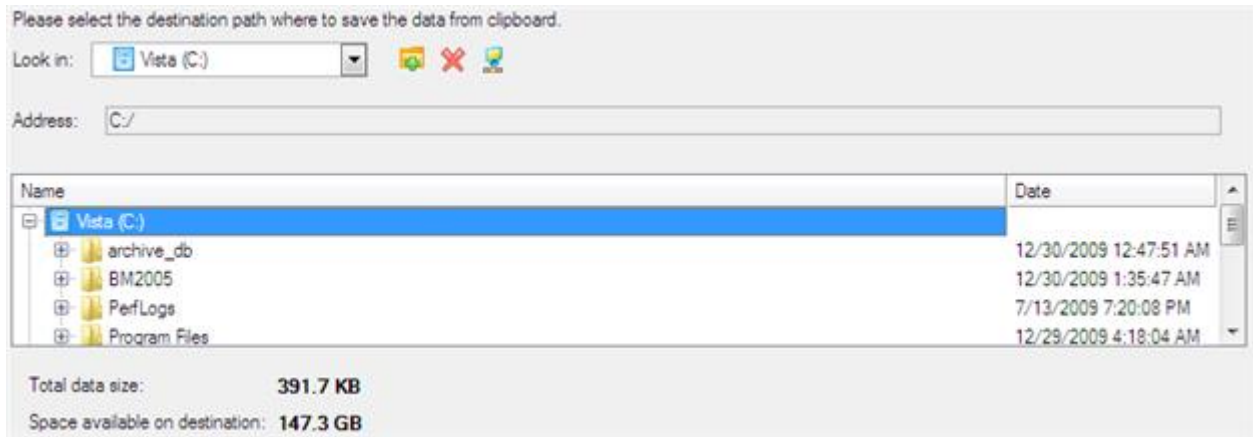 Please select the destination path where to save the data from clipboard.
Look in: Vista (C:)
Address: C:/
Name Date
Vista (C:)
archive_db 12/30/2009 12:47:51 AM
BM2005 12/30/2009 1:35:47 AM
PerfLogs 7/13/2009 7:20:08 PM
Program Files 12/29/2009 4:18:04 AM
Total data size: 391.7 KB
Space available on destination: 147.3 GB